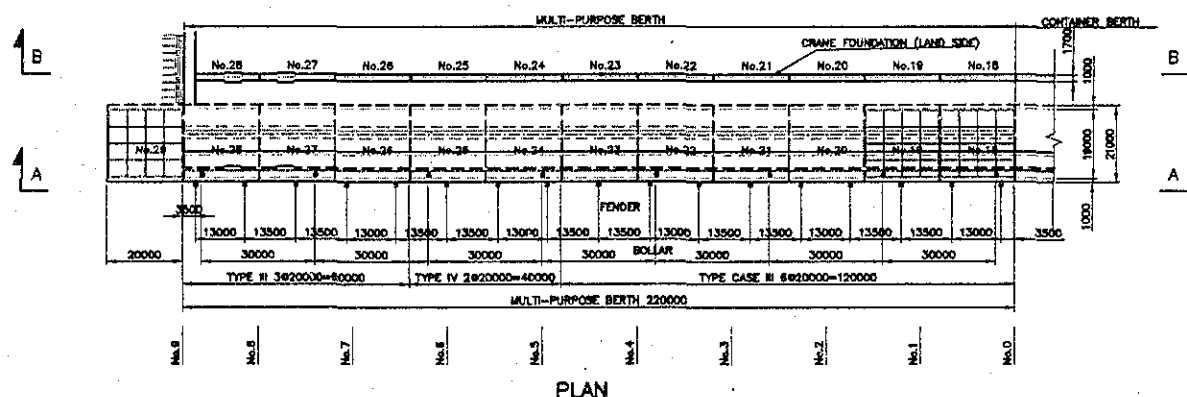 MULTI-PURPOSE BERTH
CONTAINER BERTH
CRANE FOUNDATION (LAND SIDE)
1700
B
B
No.28 No.27 No.26 No.25 No.24 No.23 No.22 No.21 No.20 No.19 No.18
1000
19000
21000
No.29 No.28 No.27 No.26 No.25 No.24 No.23 No.22 No.21 No.20 No.19 No.18
A
A
3500
FENDER
1000
13000 13500 13500 13000 13500 13000 13500 13500 13000 13500 13500 13000 13500 13500 13000 13500 3500
BOLLAR
20000 30000 30000 30000 30000 30000 30000 30000
TYPE III 3@20000=60000 TYPE IV 2@20000=40000 TYPE CASE III 6@20000=120000
MULTI-PURPOSE BERTH 220000
No.9 No.8 No.7 No.6 No.5 No.4 No.3 No.2 No.1 No.0
PLAN